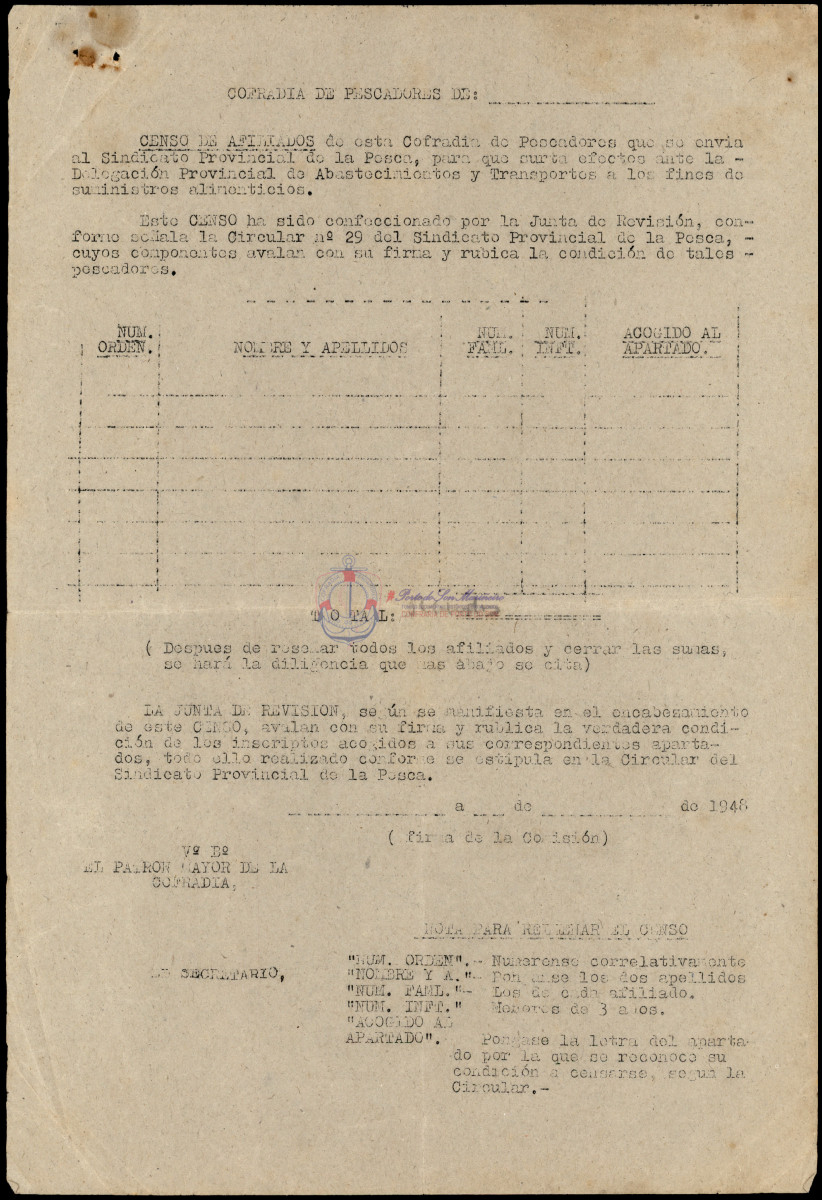 COFRADIA DE PESCADORES DE:
CENSO DE AFILIADOS de esta Cofradia de Pescadores que se envia
al Sindicato Provincial de la Pesca, para que surta efectos ante la -
Delegación Provincial de Abastecimientos y Transportes a los fines de
suministros alimenticios.
Este CENSO ha sido confeccionado por la Junta de Revisión, con-
forme señala la Circular nº 29 del Sindicato Provincial de la Pesca, -
cuyos componentes avalan con su firma y rubica la condición de tales -
pescadores.
NUM. ORDEN.
NOMBRE Y APELLIDOS
NUM. FAML.
NUM. INFT.
ACOGIDO AL APARTADO.
T O T A L:
( Despues de reseñar todos los afiliados y cerrar las sumas,
se hará la diligencia que mas abajo se cita)
LA JUNTA DE REVISION, según se manifiesta en el encabesamiento
de este CENSO, avalan con su firma y rublica la verdadera condi-
ción de los inscriptos acogidos a sus correspondientes aparta-
dos, todo ello realizado conforme se estipula en la Circular del
Sindicato Provincial de la Pesca.
a de de 1948
( firma de la Comisión)
Vº Bº
EL PATRON MAYOR DE LA
COFRADIA,
NOTA PARA RELLENAR EL CENSO
EL SECRETARIO,
"NUM. ORDEN".- Numerense correlativamente
"NOMBRE Y A."- Ponganse los dos apellidos
"NUM. FAML."- Los de cada afiliado.
"NUM. INFT." Menores de 3 años.
"ACOGIDO AL
APARTADO". Pongase la letra del aparta-
do por la que se reconoce su
condición a censarse, segun la
Circular.-